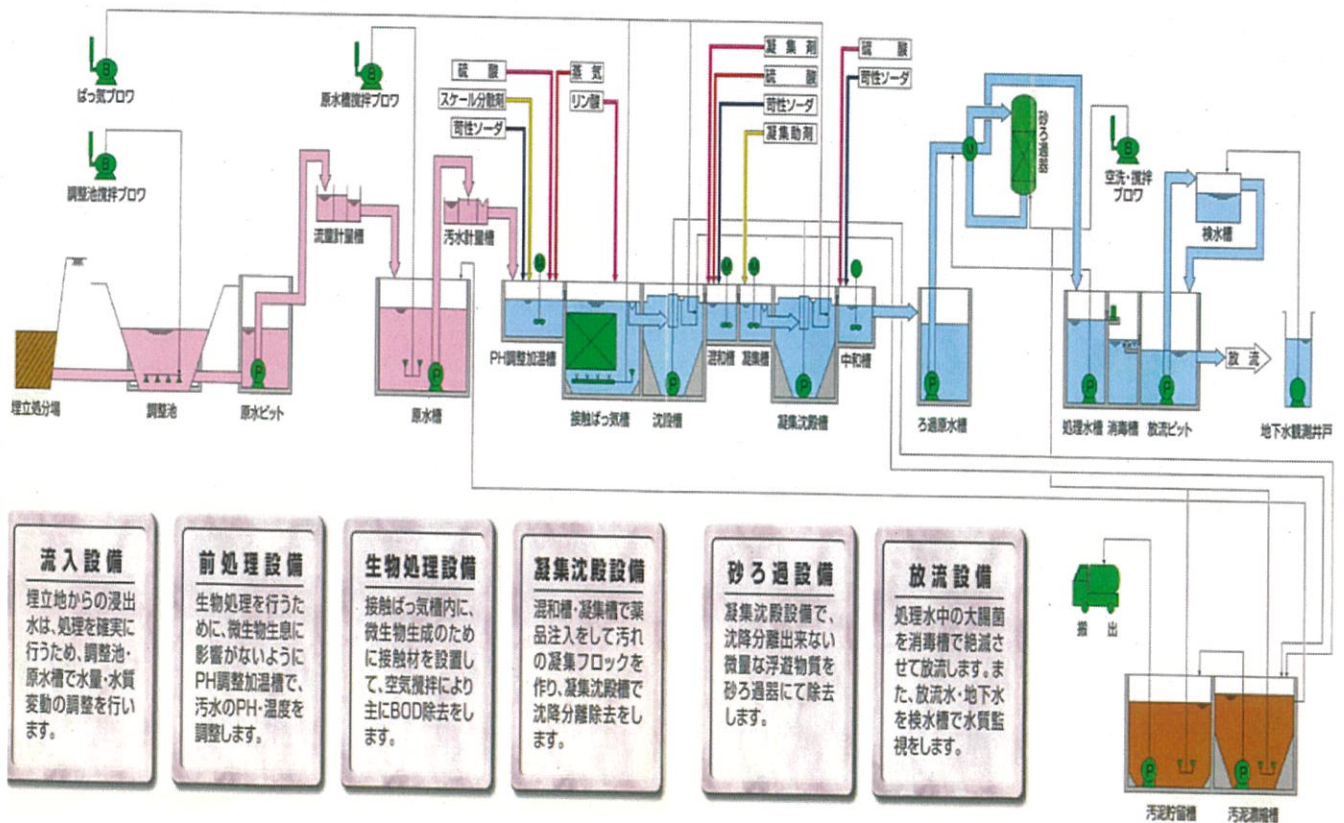 ばっ気ブロワ
原水槽撹拌ブロワ
調整池撹拌ブロワ
硫酸
スケール分散剤
苛性ソーダ
蒸気
リン酸
凝集剤
硫酸
苛性ソーダ
凝集助剤
硫酸
苛性ソーダ
砂ろ過器
空洗・撹拌
ブロワ
検水槽
流量計量槽
汚水計量槽
埋立処分場
調整池
原水ピット
原水槽
PH調整加温槽
接触ばっ気槽
沈殿槽
混和槽
凝集槽
凝集沈殿槽
中和槽
ろ過原水槽
処理水槽
消毒槽
放流ピット
放流
地下水観測井戸
B
B
B
B
M
M
M
P
P
P
P
P
P
P
P
P
流入設備
埋立地からの浸出
水は、処理を確実に
行うため、調整池・
原水槽で水量・水質
変動の調整を行い
ます。
前処理設備
生物処理を行うた
めに、微生物生息に
影響がないように
PH調整加温槽で、
汚水のPH・温度を
調整します。
生物処理設備
接触ばっ気槽内に、
微生物生成のため
に接触材を設置し
て、空気撹拌により
主にBOD除去をし
ます。
凝集沈殿設備
混和槽・凝集槽で薬
品注入をして汚れ
の凝集フロックを
作り、凝集沈殿槽で
沈降分離除去をし
ます。
砂ろ過設備
凝集沈殿設備で、
沈降分離出来ない
微量な浮遊物質を
砂ろ過器にて除去
します。
放流設備
処理水中の大腸菌
を消毒槽で絶滅さ
せて放流します。ま
た、放流水・地下水
を検水槽で水質監
視をします。
搬出
汚泥貯留槽
汚泥濃縮槽